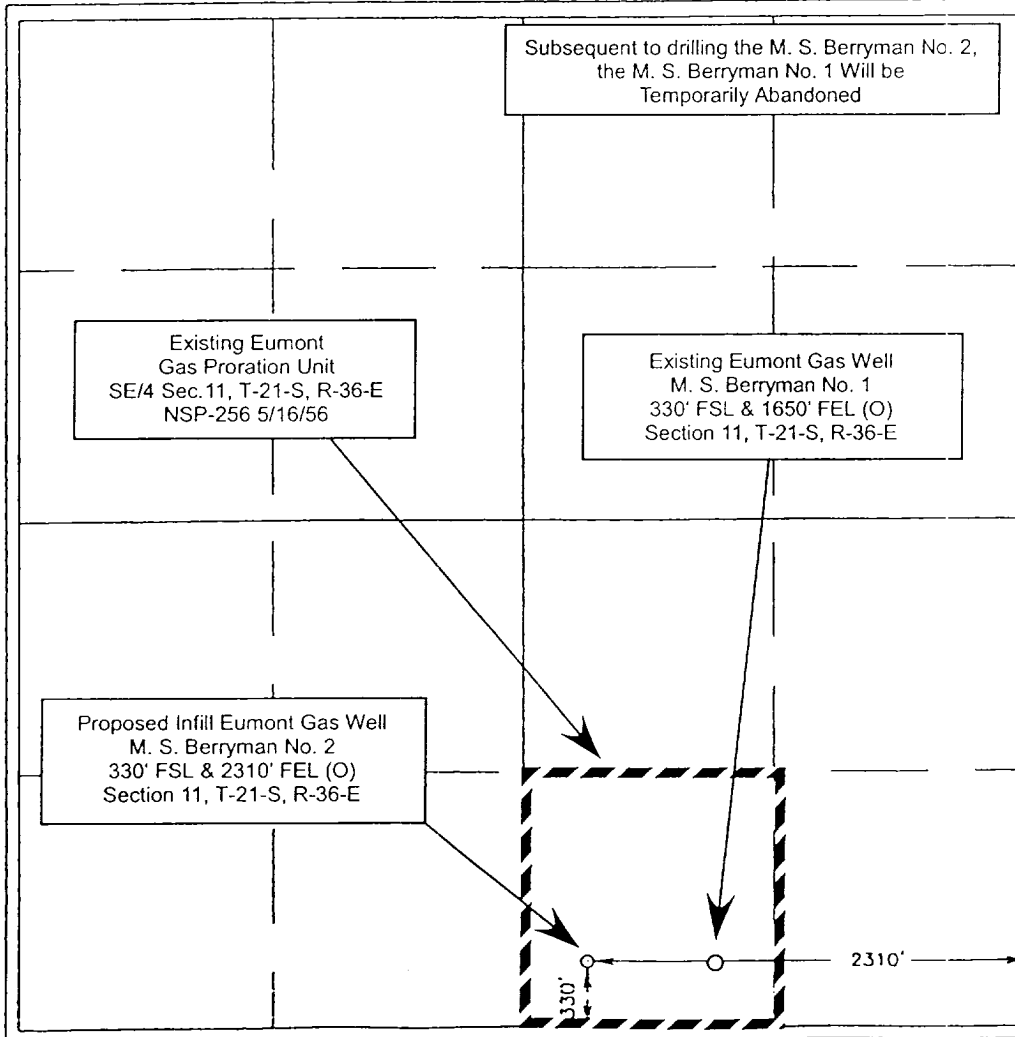 Subsequent to drilling the M. S. Berryman No. 2,
the M. S. Berryman No. 1 Will be
Temporarily Abandoned
Existing Eumont
Gas Proration Unit
SE/4 Sec.11, T-21-S, R-36-E
NSP-256 5/16/56
Existing Eumont Gas Well
M. S. Berryman No. 1
330' FSL & 1650' FEL (O)
Section 11, T-21-S, R-36-E
Proposed Infill Eumont Gas Well
M. S. Berryman No. 2
330' FSL & 2310' FEL (O)
Section 11, T-21-S, R-36-E
2310'
330'